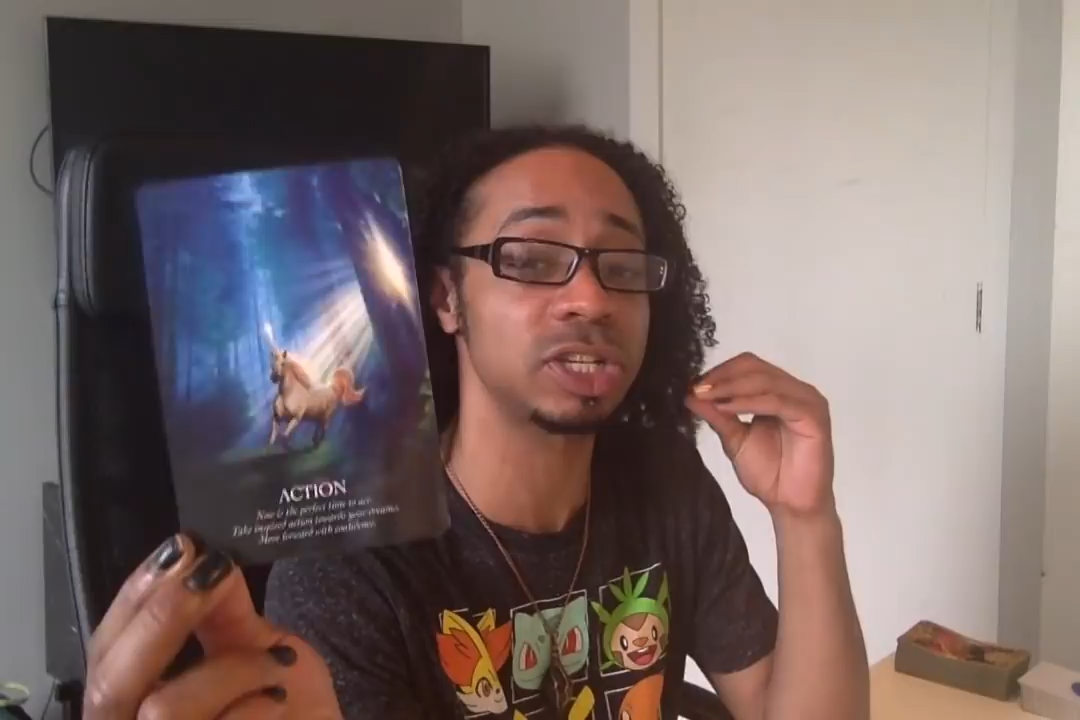 ACTION
Now is the perfect time to act.
Take inspired action towards your dreams.
Move forward with confidence.